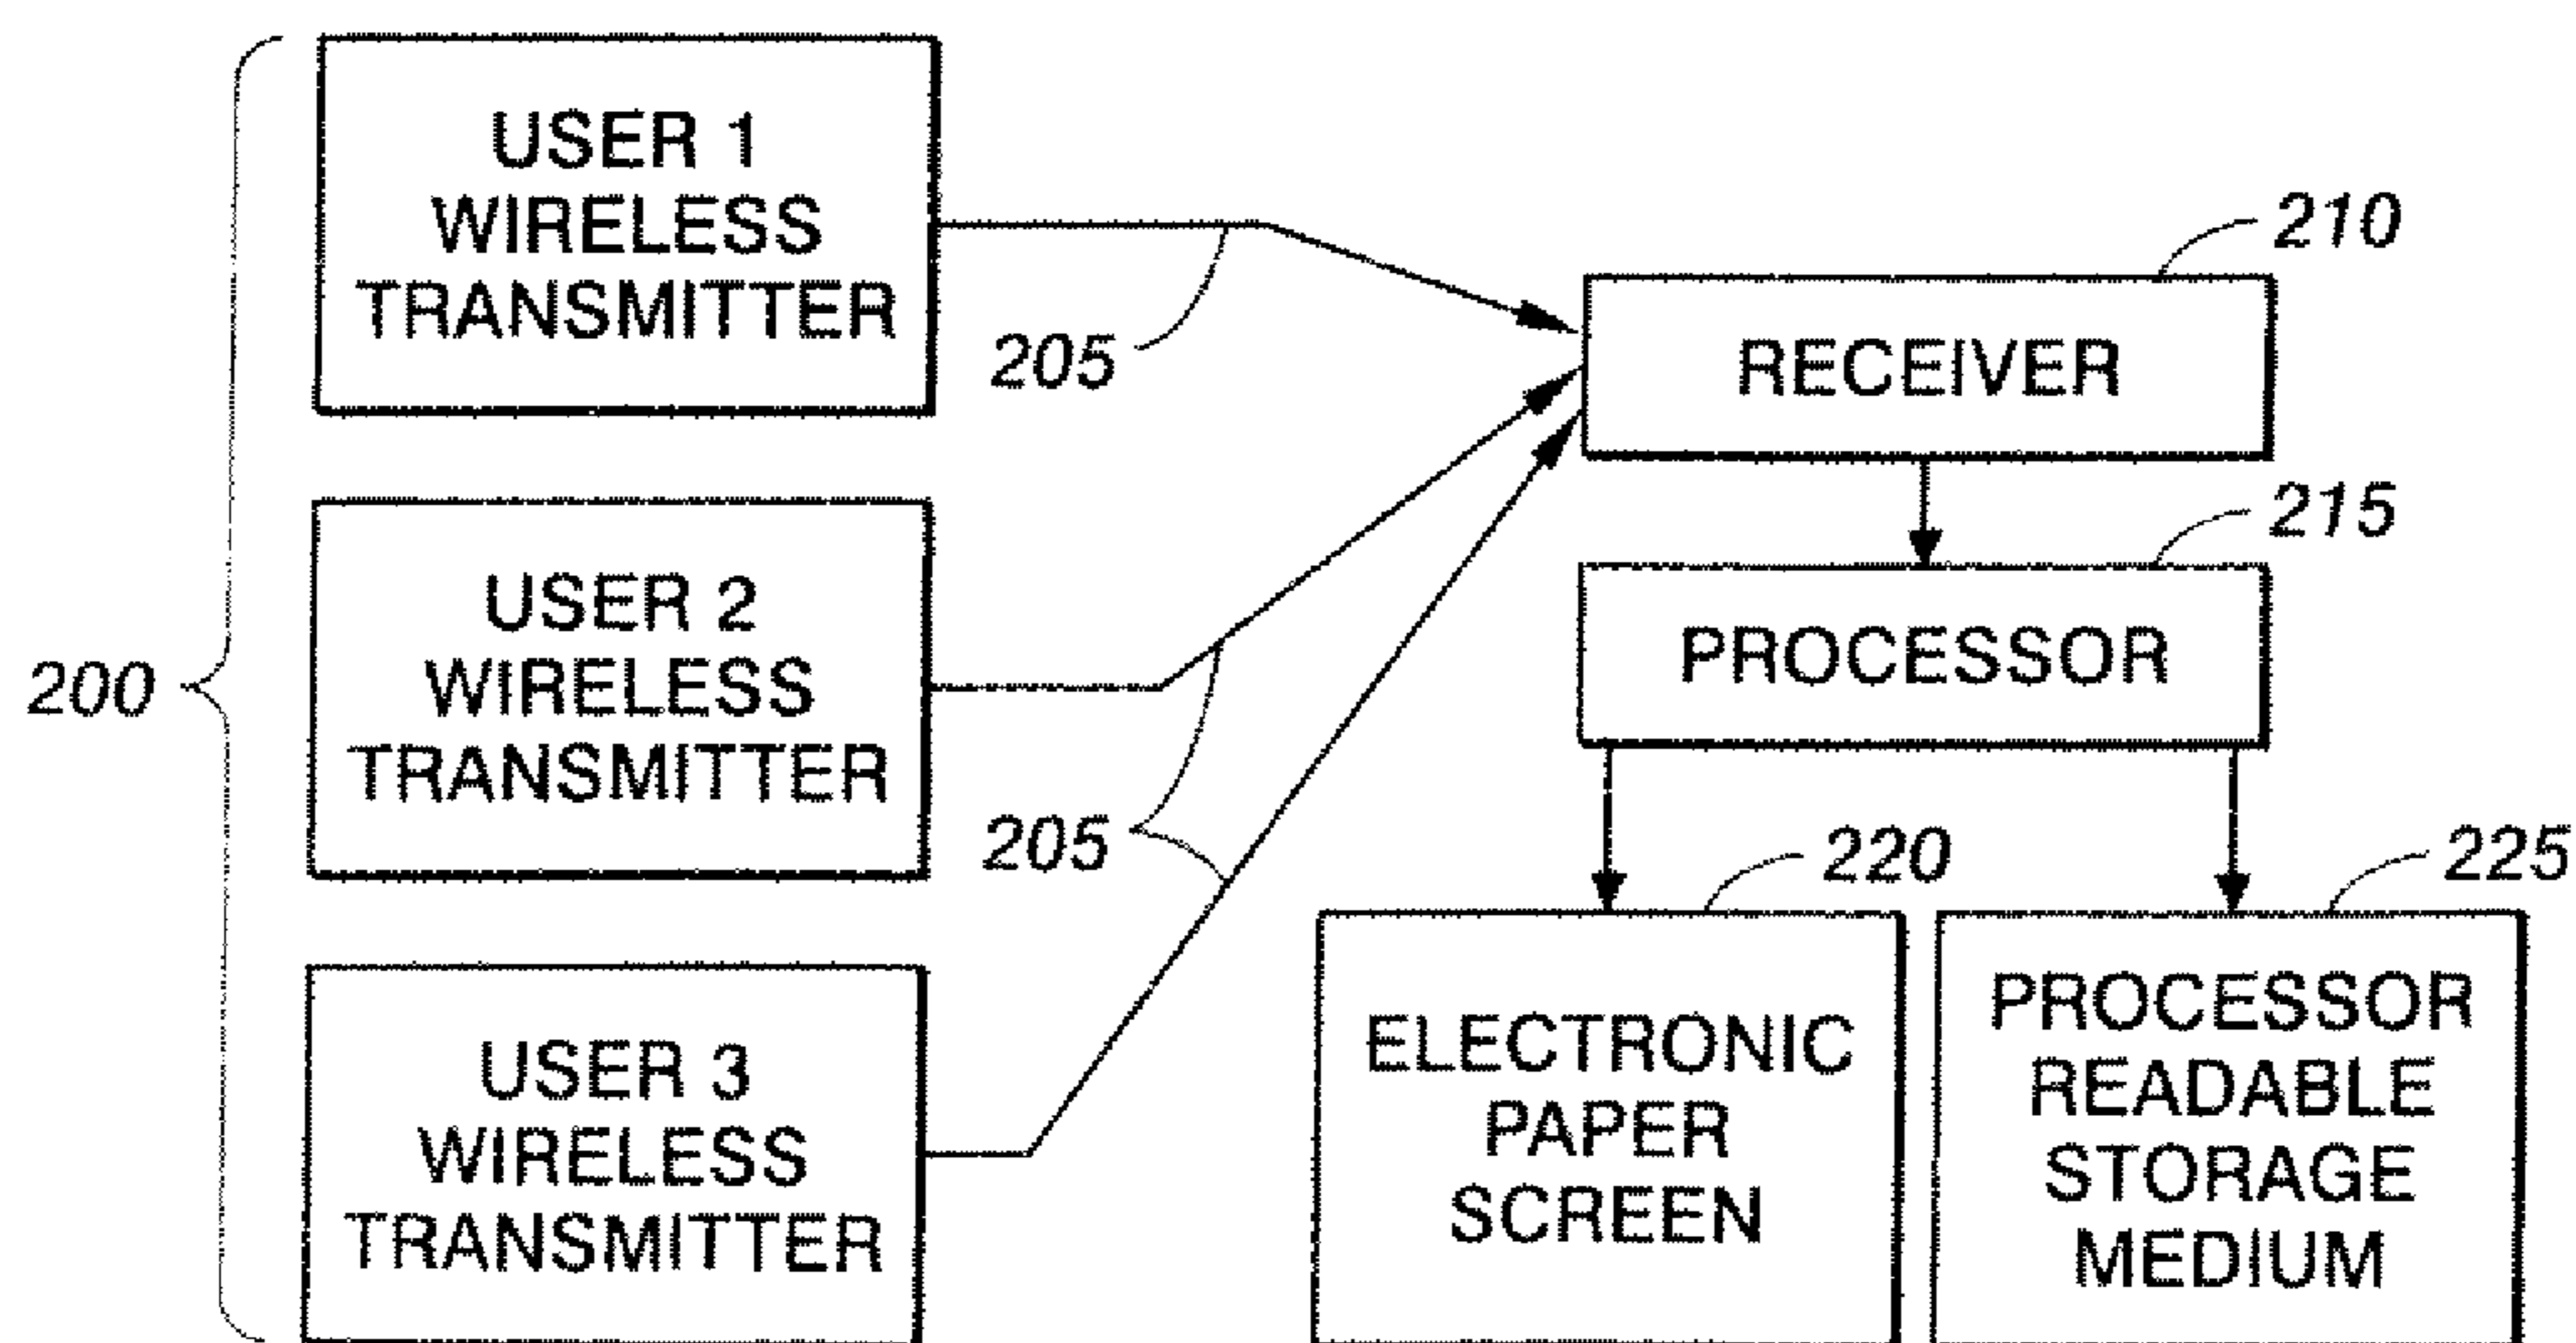 USER 1
WIRELESS
TRANSMITTER
205
210
RECEIVER
215
PROCESSOR
200
USER 2
WIRELESS
TRANSMITTER
205
220
225
USER 3
WIRELESS
TRANSMITTER
ELECTRONIC
PAPER
SCREEN
PROCESSOR
READABLE
STORAGE
MEDIUM